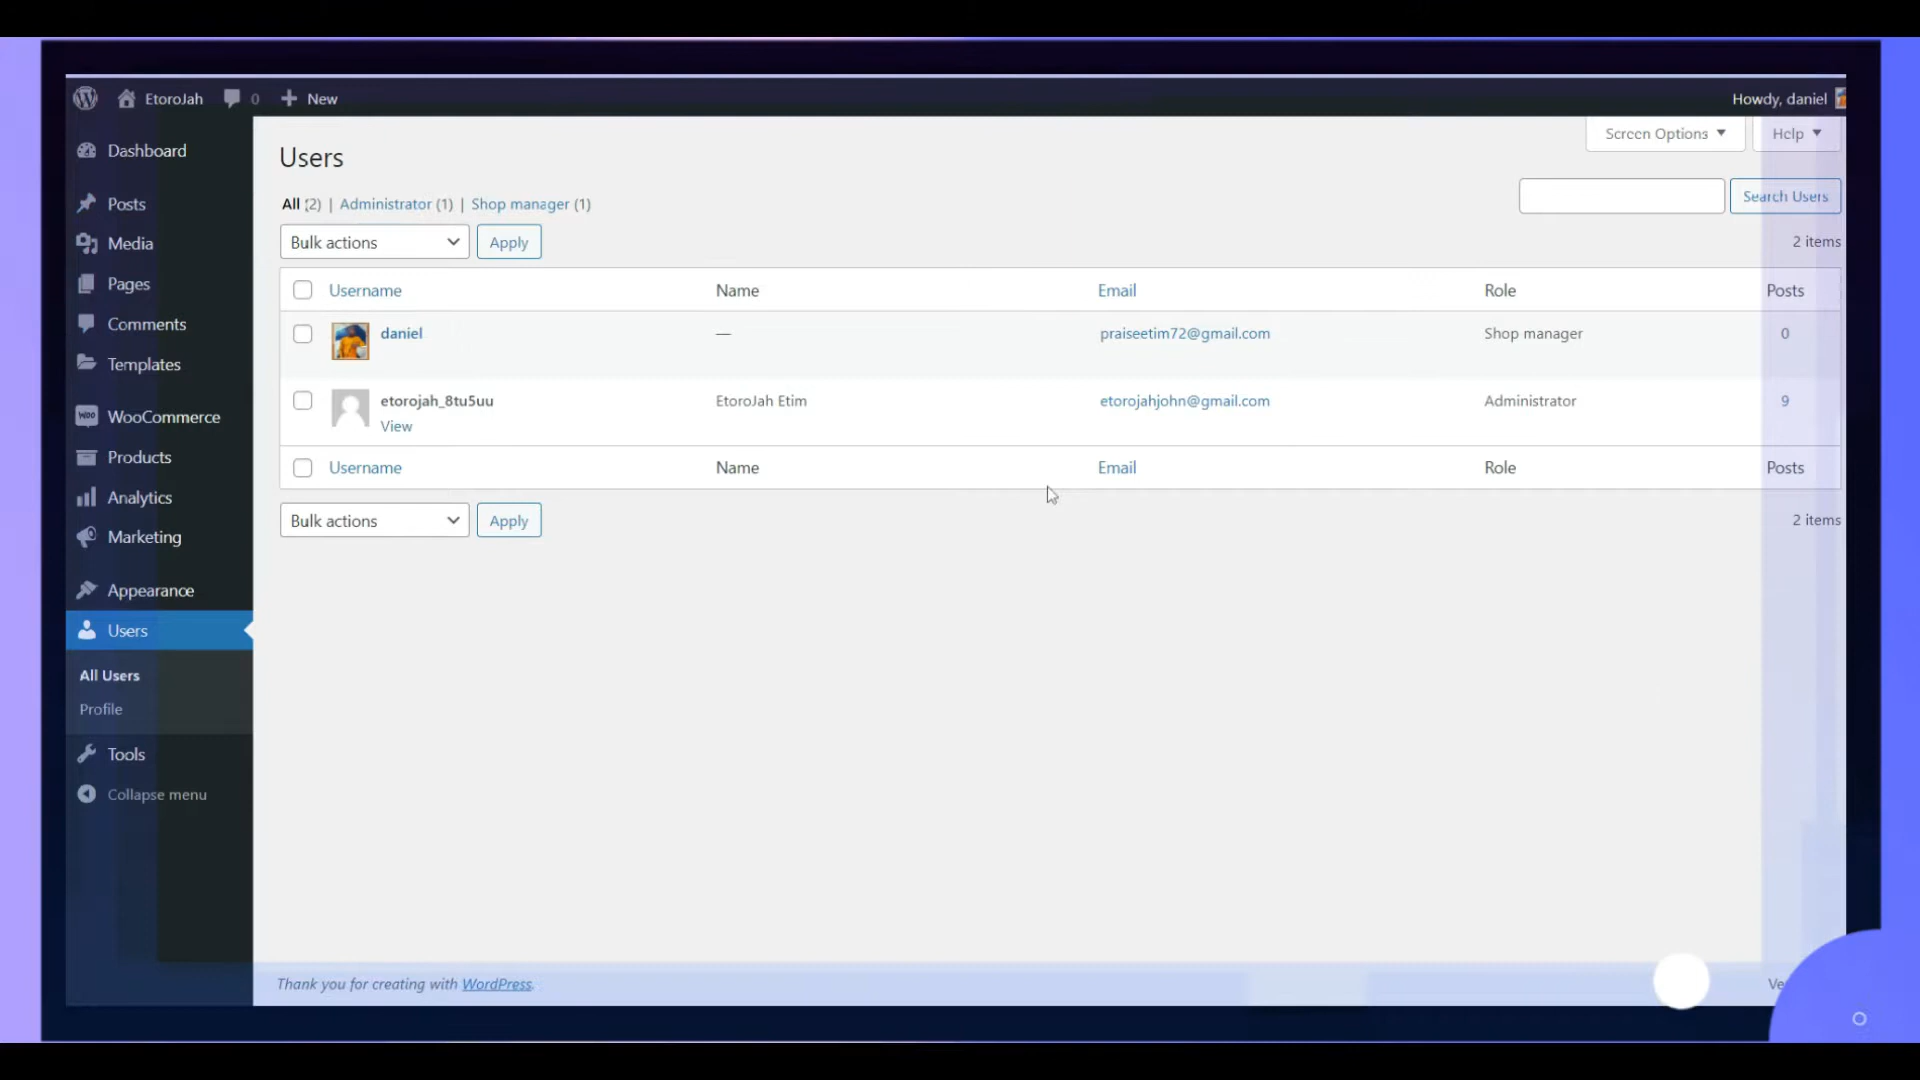 EtoroJah 0 New Howdy, daniel
Screen Options Help
Dashboard
Posts
Media
Pages
Comments
Templates
WooCommerce
Products
Analytics
Marketing
Appearance
Users
All Users
Profile
Tools
Collapse menu
Users
All (2) | Administrator (1) | Shop manager (1)
Search Users
Bulk actions Apply 2 items
Username Name Email Role Posts
daniel — praiseetim72@gmail.com Shop manager 0
etorojah_8tu5uu EtoroJah Etim etorojahjohn@gmail.com Administrator 9
View
Username Name Email Role Posts
Bulk actions Apply 2 items
Thank you for creating with WordPress.